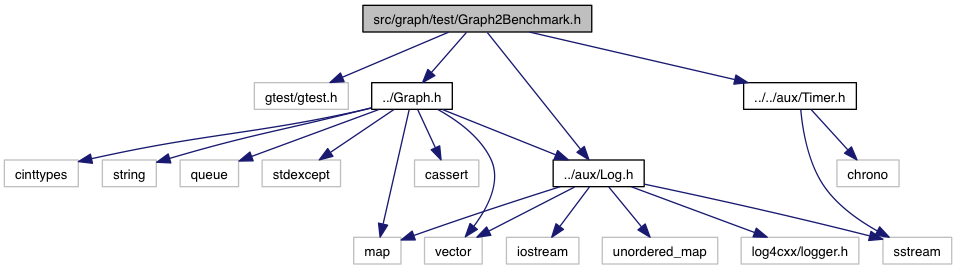 src/graph/test/Graph2Benchmark.h
gtest/gtest.h
../Graph.h
../../aux/Timer.h
cinttypes
string
queue
stdexcept
cassert
../aux/Log.h
chrono
map
vector
iostream
unordered_map
log4cxx/logger.h
sstream